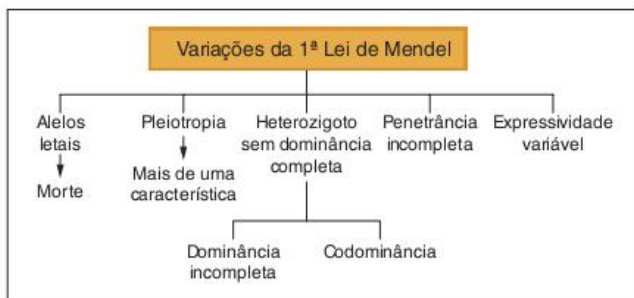 Variações da 1ª Lei de Mendel
Alelos
letais
Morte
Pleiotropia
Mais de uma
característica
Heterozigoto
sem dominância
completa
Dominância
incompleta
Codominância
Penetrância
incompleta
Expressividade
variável